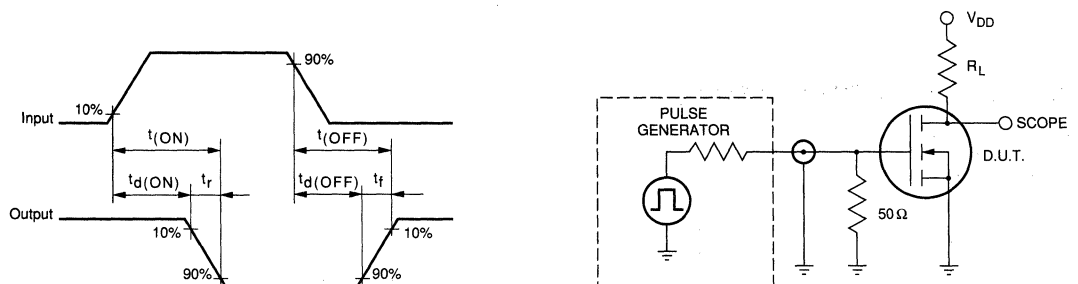 90%
10%
Input
t(ON)
t(OFF)
td(ON)
tr
td(OFF)
tf
Output
10%
10%
90%
90%
VDD
RL
PULSE
GENERATOR
SCOPE
D.U.T.
50Ω